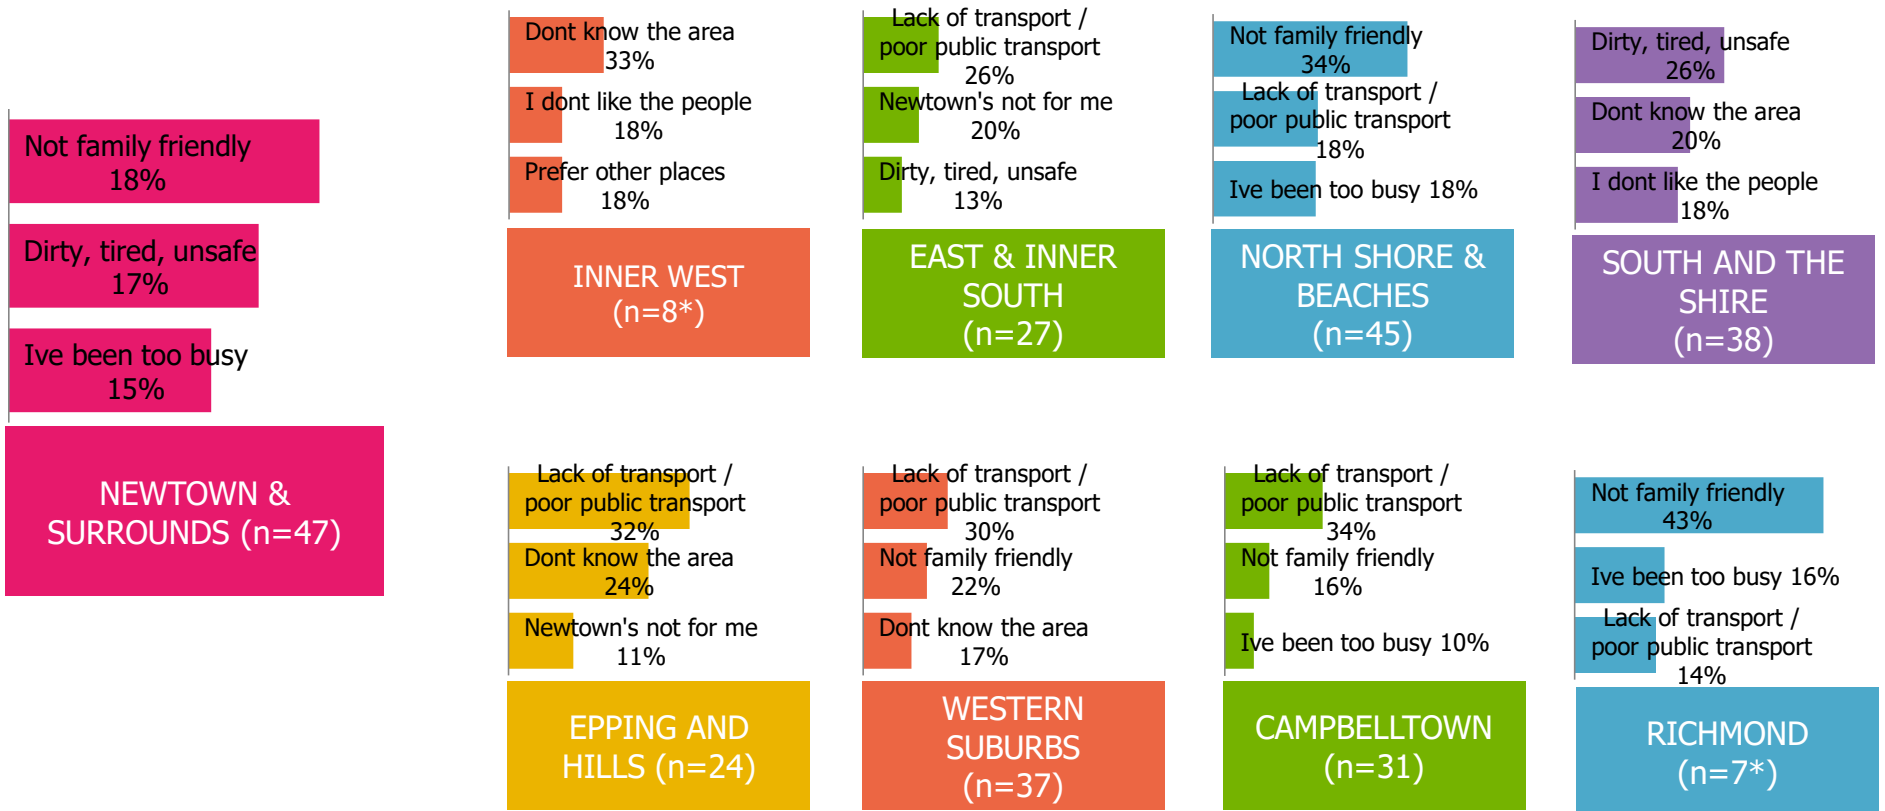 Not family friendly
18%
Dirty, tired, unsafe
17%
Ive been too busy
15%
NEWTOWN &
SURROUNDS (n=47)
Dont know the area
33%
I dont like the people
18%
Prefer other places
18%
INNER WEST
(n=8*)
Lack of transport /
poor public transport
26%
Newtown's not for me
20%
Dirty, tired, unsafe
13%
EAST & INNER
SOUTH
(n=27)
Not family friendly
34%
Lack of transport /
poor public transport
18%
Ive been too busy 18%
NORTH SHORE &
BEACHES
(n=45)
Dirty, tired, unsafe
26%
Dont know the area
20%
I dont like the people
18%
SOUTH AND THE
SHIRE
(n=38)
Lack of transport /
poor public transport
32%
Dont know the area
24%
Newtown's not for me
11%
EPPING AND
HILLS (n=24)
Lack of transport /
poor public transport
30%
Not family friendly
22%
Dont know the area
17%
WESTERN
SUBURBS
(n=37)
Lack of transport /
poor public transport
34%
Not family friendly
16%
Ive been too busy 10%
CAMPBELLTOWN
(n=31)
Not family friendly
43%
Ive been too busy 16%
Lack of transport /
poor public transport
14%
RICHMOND
(n=7*)